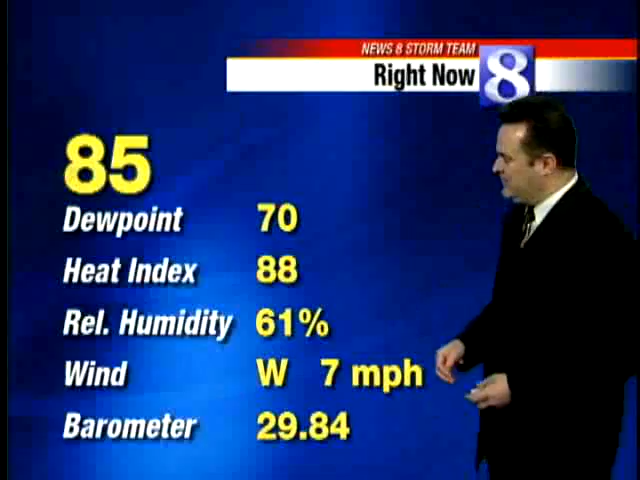 NEWS 8 STORM TEAM
Right Now
8
85
Dewpoint 70
Heat Index 88
Rel. Humidity 61%
Wind W 7 mph
Barometer 29.84